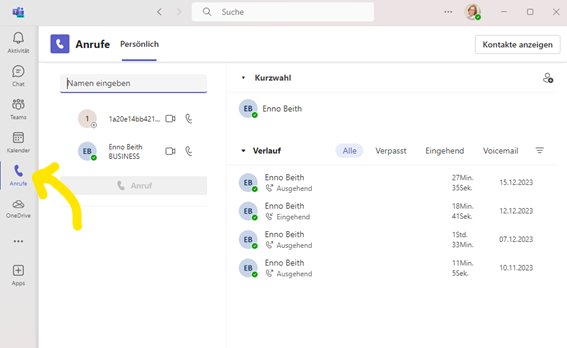 Suche
Aktivität
Chat
Teams
Kalender
Anrufe
OneDrive
Apps
Anrufe
Persönlich
Kontakte anzeigen
Namen eingeben
1
1a20e14bb421...
EB
Enno Beith
BUSINESS
Anruf
Kurzwahl
EB
Enno Beith
Verlauf
Alle
Verpasst
Eingehend
Voicemail
EB
Enno Beith
Ausgehend
27Min.
35Sek.
15.12.2023
EB
Enno Beith
Eingehend
18Min.
41Sek.
12.12.2023
EB
Enno Beith
Ausgehend
1Std.
33Min.
07.12.2023
EB
Enno Beith
Ausgehend
11Min.
5Sek.
10.11.2023